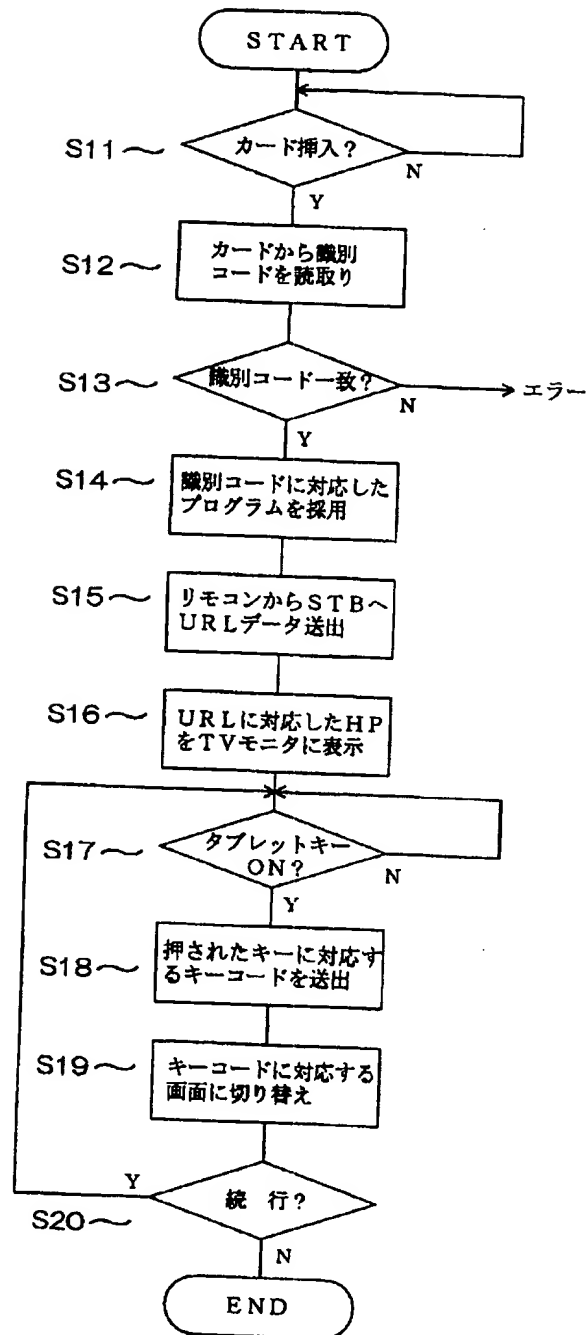 START
S11
カード挿入?
N
Y
S12
カードから識別
コードを読取り
S13
識別コード一致?
N
エラー
Y
S14
識別コードに対応した
プログラムを採用
S15
リモコンからSTBへ
URLデータ送出
S16
URLに対応したHP
をTVモニタに表示
S17
タブレットキー
ON?
N
Y
S18
押されたキーに対応す
るキーコードを送出
S19
キーコードに対応する
画面に切り替え
Y
続 行?
S20
N
END